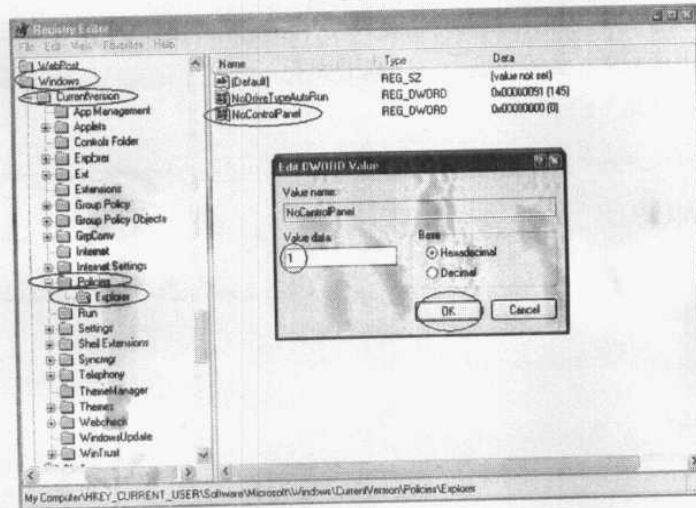 Registry Editor
File Edit View Favorites Help
WebPost
Windows
CurrentVersion
App Management
Applets
Controls Folder
Explorer
Ext
Extensions
Group Policy
Group Policy Objects
GrpConv
Internet
Internet Settings
Policies
Explorer
Run
Settings
Shell Extensions
Syncmgr
Telephony
ThemeManager
Themes
Webcheck
WindowsUpdate
WinTrust
Name Type Data
(Default) REG_SZ (value not set)
NoDriveTypeAutoRun REG_DWORD 0x00000091 (145)
NoControlPanel REG_DWORD 0x00000000 (0)
Edit DWORD Value
Value name:
NoControlPanel
Value data:
1
Base
Hexadecimal
Decimal
OK Cancel
My Computer\HKEY_CURRENT_USER\Software\Microsoft\Windows\CurrentVersion\Policies\Explorer